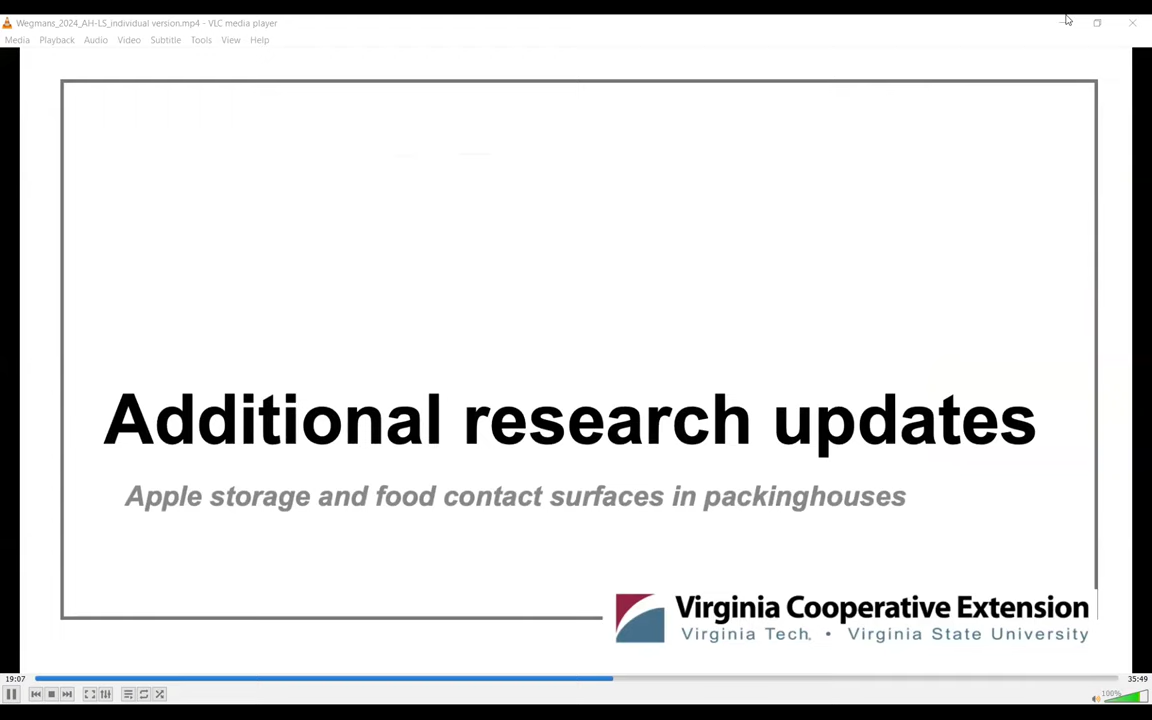 Wegmans_2024_AH-LS_individual version.mp4 - VLC media player
Media Playback Audio Video Subtitle Tools View Help
Additional research updates
Apple storage and food contact surfaces in packinghouses
Virginia Cooperative Extension
Virginia Tech. • Virginia State University
19:07 35:49
100%